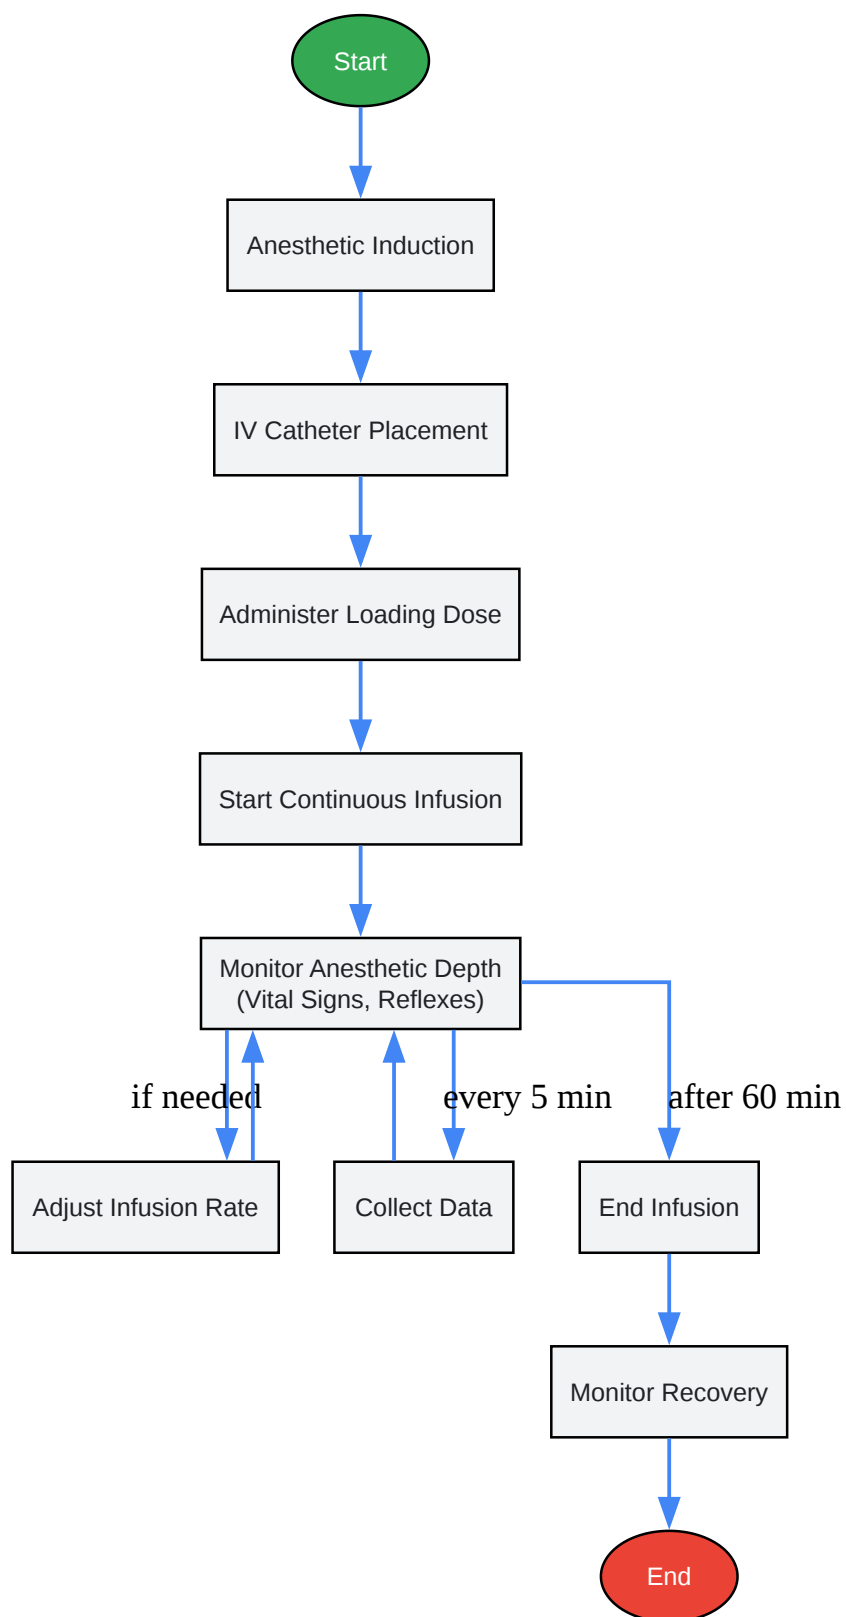 Start
Anesthetic Induction
IV Catheter Placement
Administer Loading Dose
Start Continuous Infusion
Monitor Anesthetic Depth
(Vital Signs, Reflexes)
if needed
every 5 min
after 60 min
Adjust Infusion Rate
Collect Data
End Infusion
Monitor Recovery
End